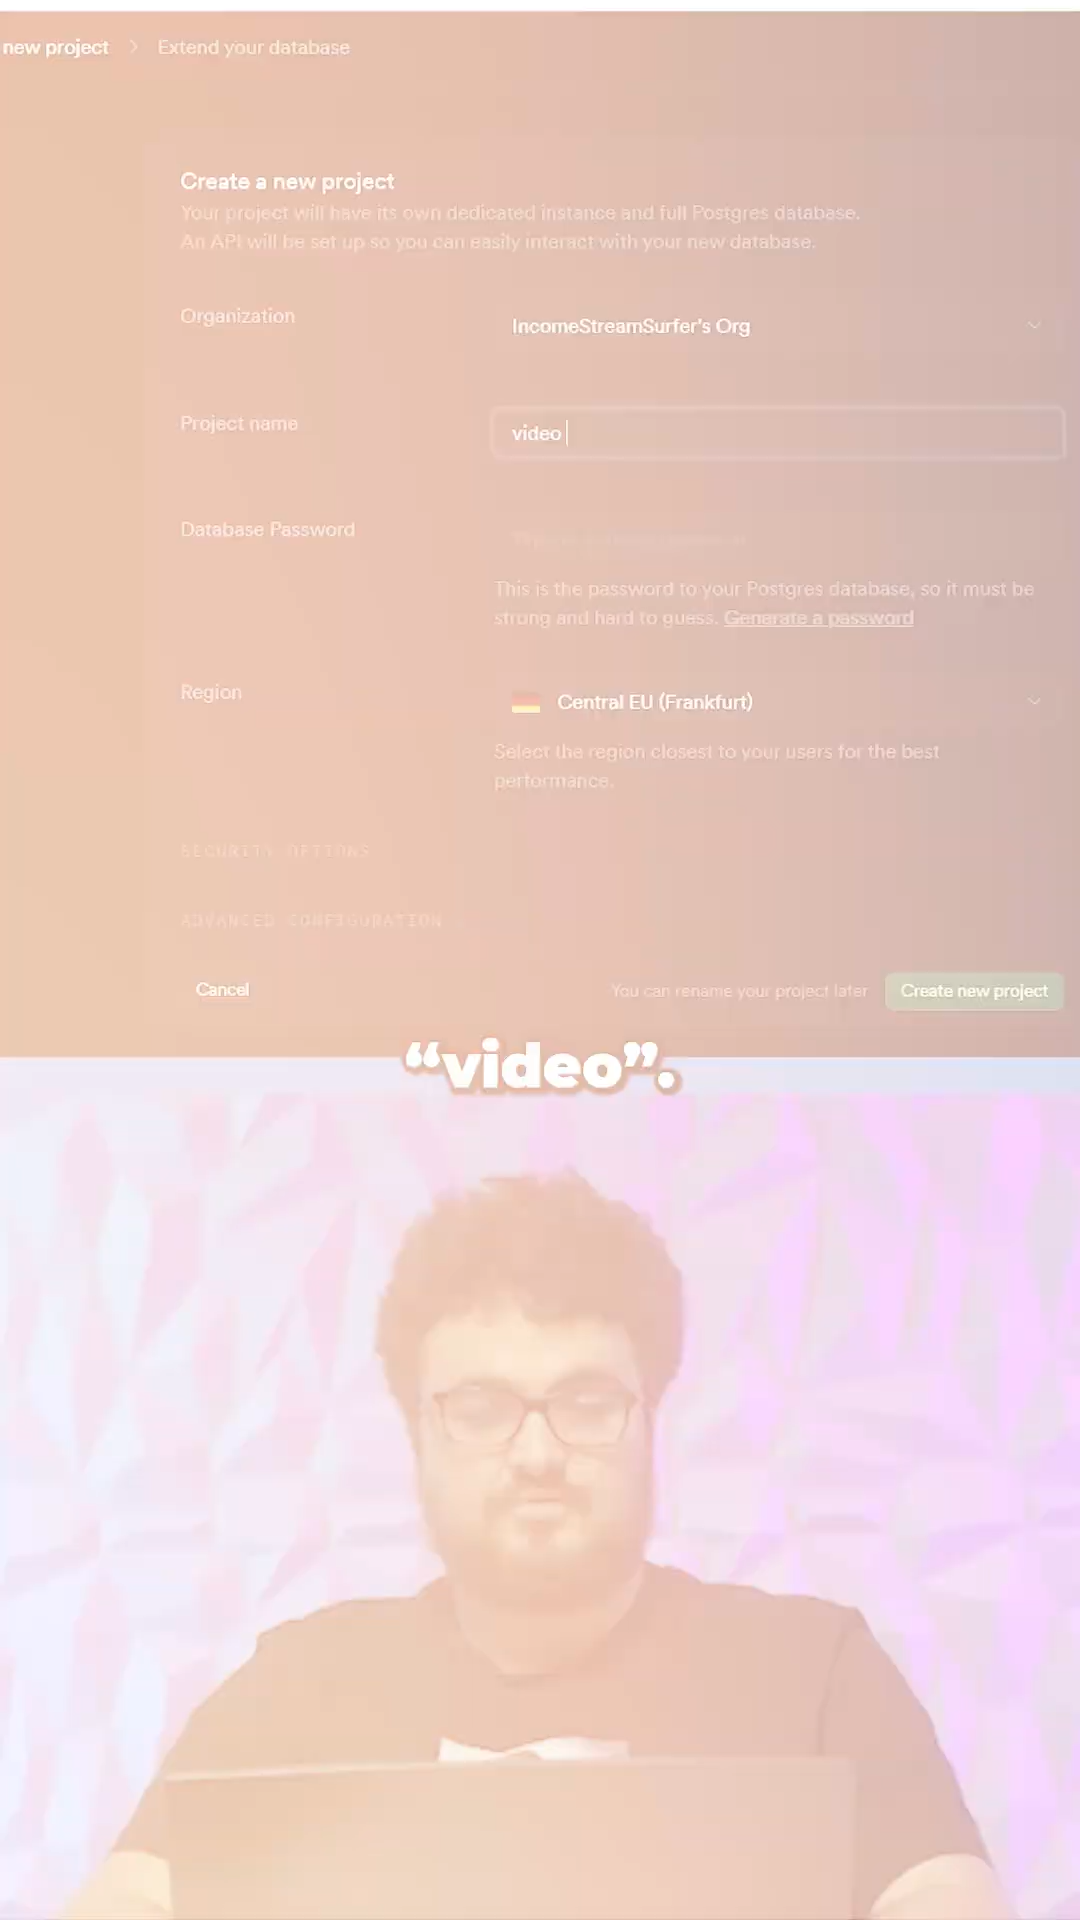 new project > Extend your database
Create a new project
Your project will have its own dedicated instance and full Postgres database.
An API will be set up so you can easily interact with your new database.
Organization
IncomeStreamSurfer's Org
Project name
video
Database Password
This is the password to your Postgres database, so it must be
strong and hard to guess. Generate a password
Region
Central EU (Frankfurt)
Select the region closest to your users for the best
performance.
SECURITY OPTIONS
ADVANCED CONFIGURATION
Cancel
You can rename your project later
Create new project
“video”.